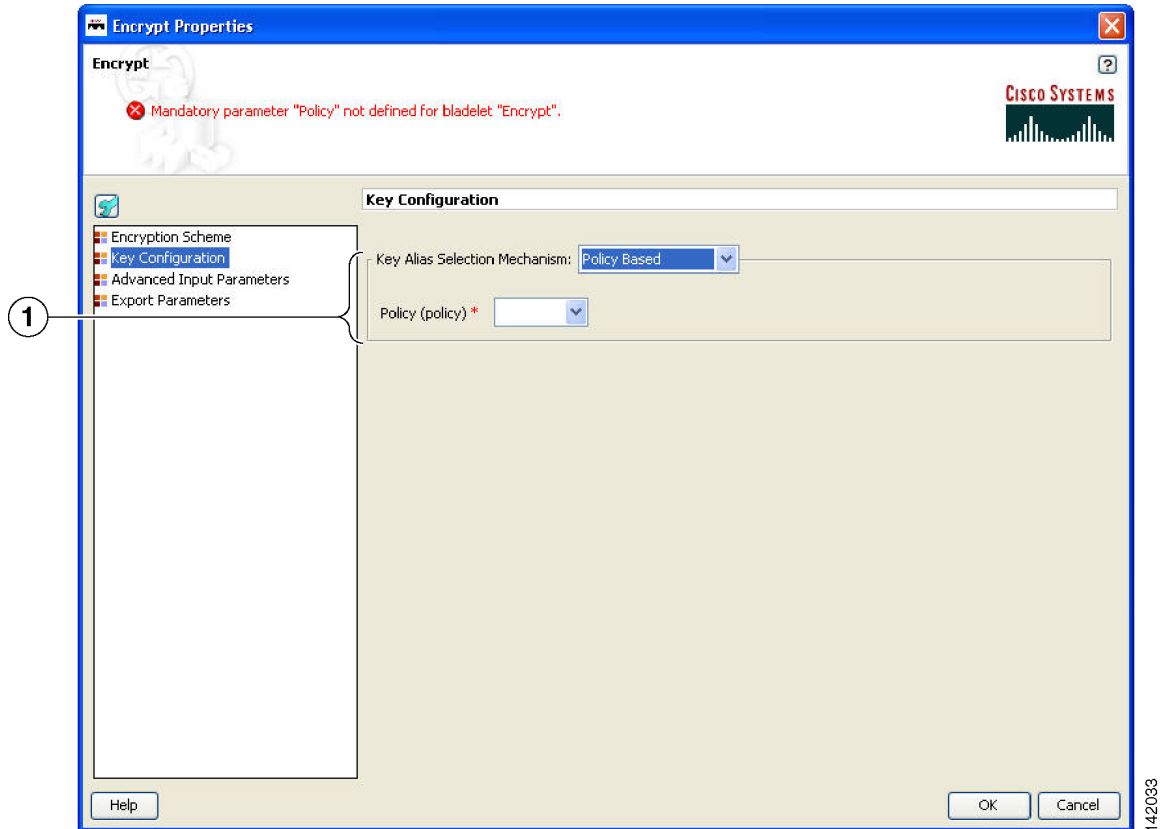 Encrypt Properties
Encrypt
?
Mandatory parameter "Policy" not defined for bladelet "Encrypt".
CISCO SYSTEMS
Key Configuration
Encryption Scheme
Key Configuration
Advanced Input Parameters
Export Parameters
Key Alias Selection Mechanism: Policy Based
Policy (policy) *
1
Help
OK
Cancel
142033